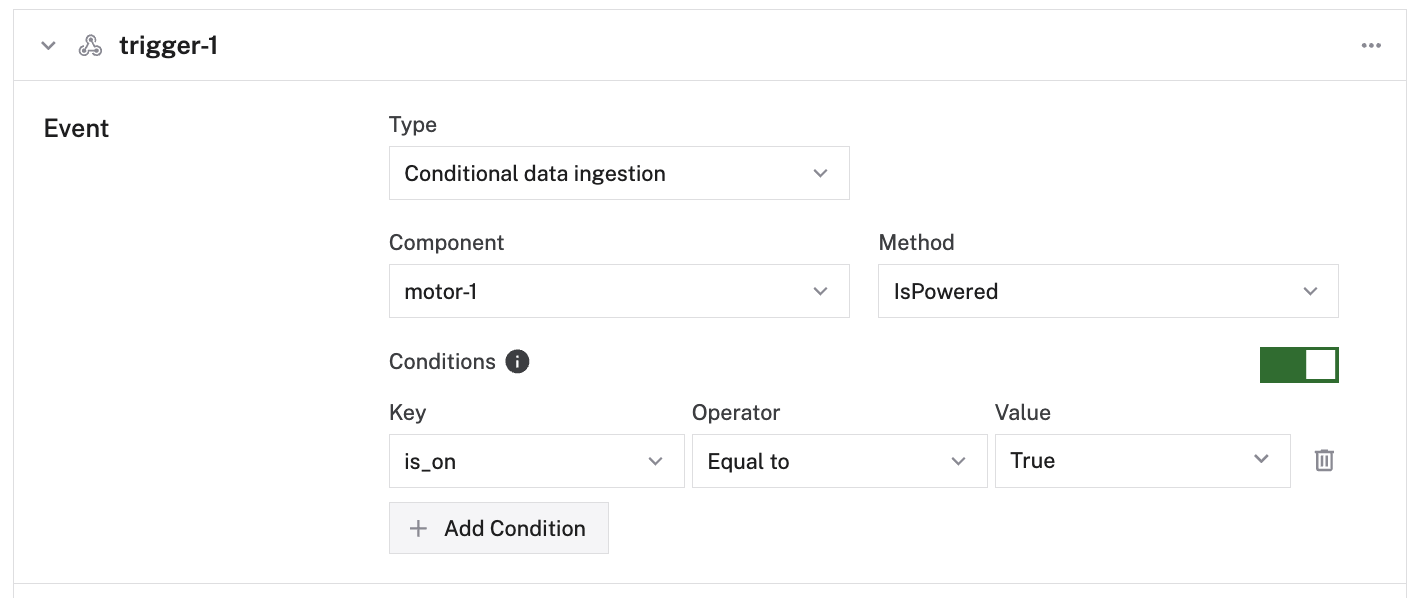 trigger-1
Event
Type
Conditional data ingestion
Component
Method
motor-1
IsPowered
Conditions
Key
Operator
Value
is_on
Equal to
True
Add Condition